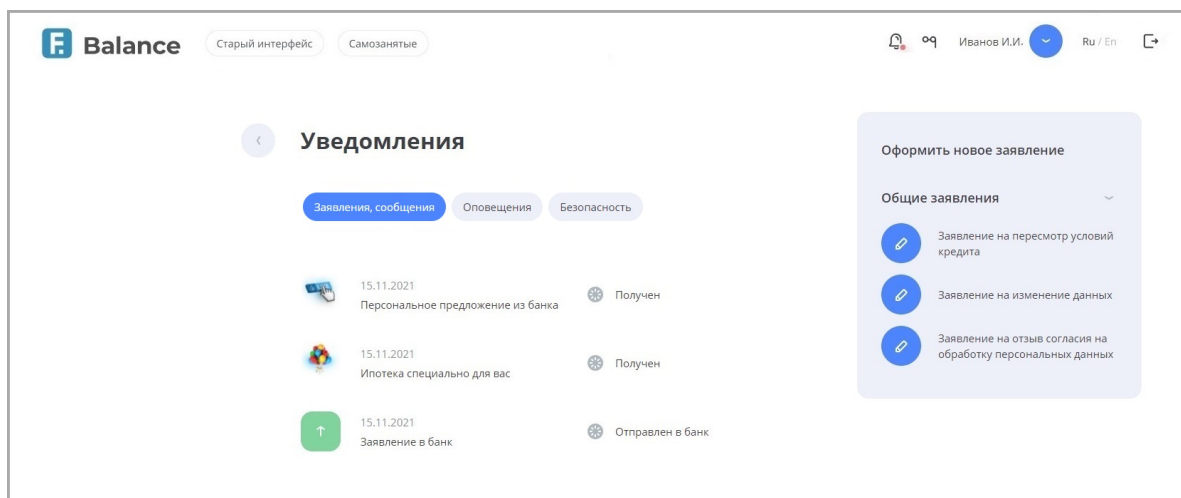 F. Balance
Старый интерфейс
Самозанятые
Иванов И.И.
Ru / En
Уведомления
Заявления, сообщения
Оповещения
Безопасность
15.11.2021
Персональное предложение из банка
Получен
15.11.2021
Ипотека специально для вас
Получен
15.11.2021
Заявление в банк
Отправлен в банк
Оформить новое заявление
Общие заявления
Заявление на пересмотр условий
кредита
Заявление на изменение данных
Заявление на отзыв согласия на
обработку персональных данных